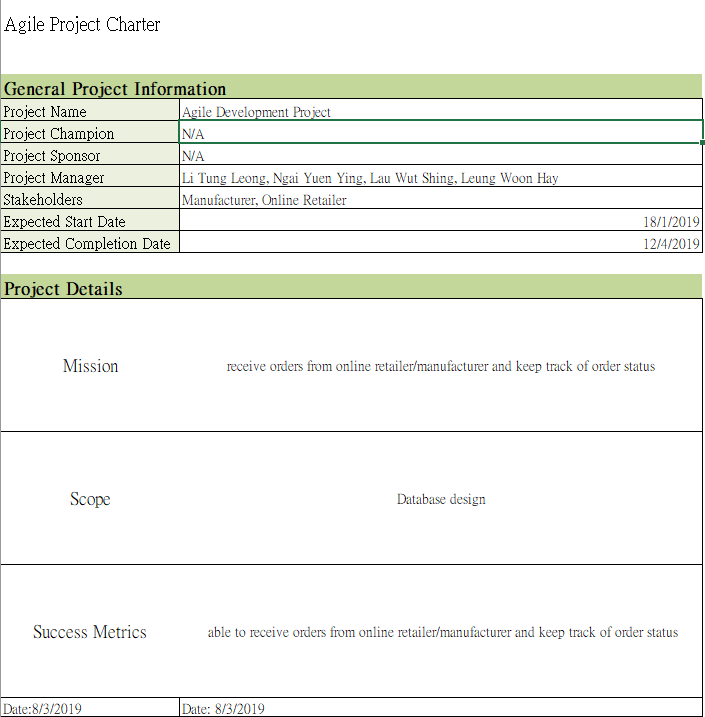 Agile Project Charter
General Project Information
Project Name Agile Development Project
Project Champion N/A
Project Sponsor N/A
Project Manager Li Tung Leong, Ngai Yuen Ying, Lau Wut Shing, Leung Woon Hay
Stakeholders Manufacturer, Online Retailer
Expected Start Date 18/1/2019
Expected Completion Date 12/4/2019
Project Details
Mission receive orders from online retailer/manufacturer and keep track of order status
Scope Database design
Success Metrics able to receive orders from online retailer/manufacturer and keep track of order status
Date:8/3/2019 Date: 8/3/2019